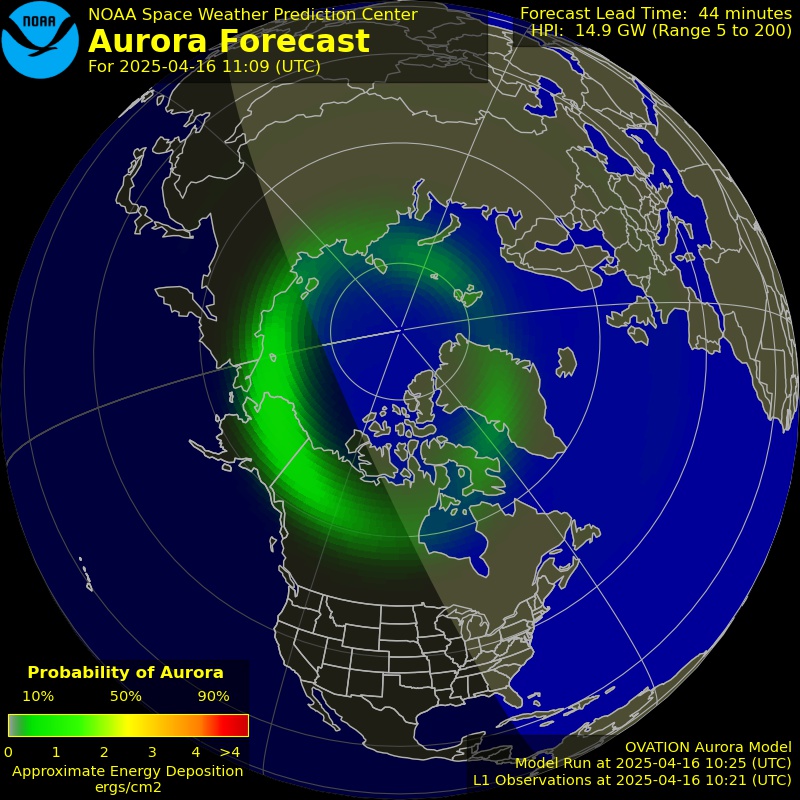 NOAA
NOAA Space Weather Prediction Center
Aurora Forecast
For 2025-04-16 11:09 (UTC)
Forecast Lead Time: 44 minutes
HPI: 14.9 GW (Range 5 to 200)
Probability of Aurora
10% 50% 90%
0 1 2 3 4 >4
Approximate Energy Deposition
ergs/cm2
OVATION Aurora Model
Model Run at 2025-04-16 10:25 (UTC)
L1 Observations at 2025-04-16 10:21 (UTC)